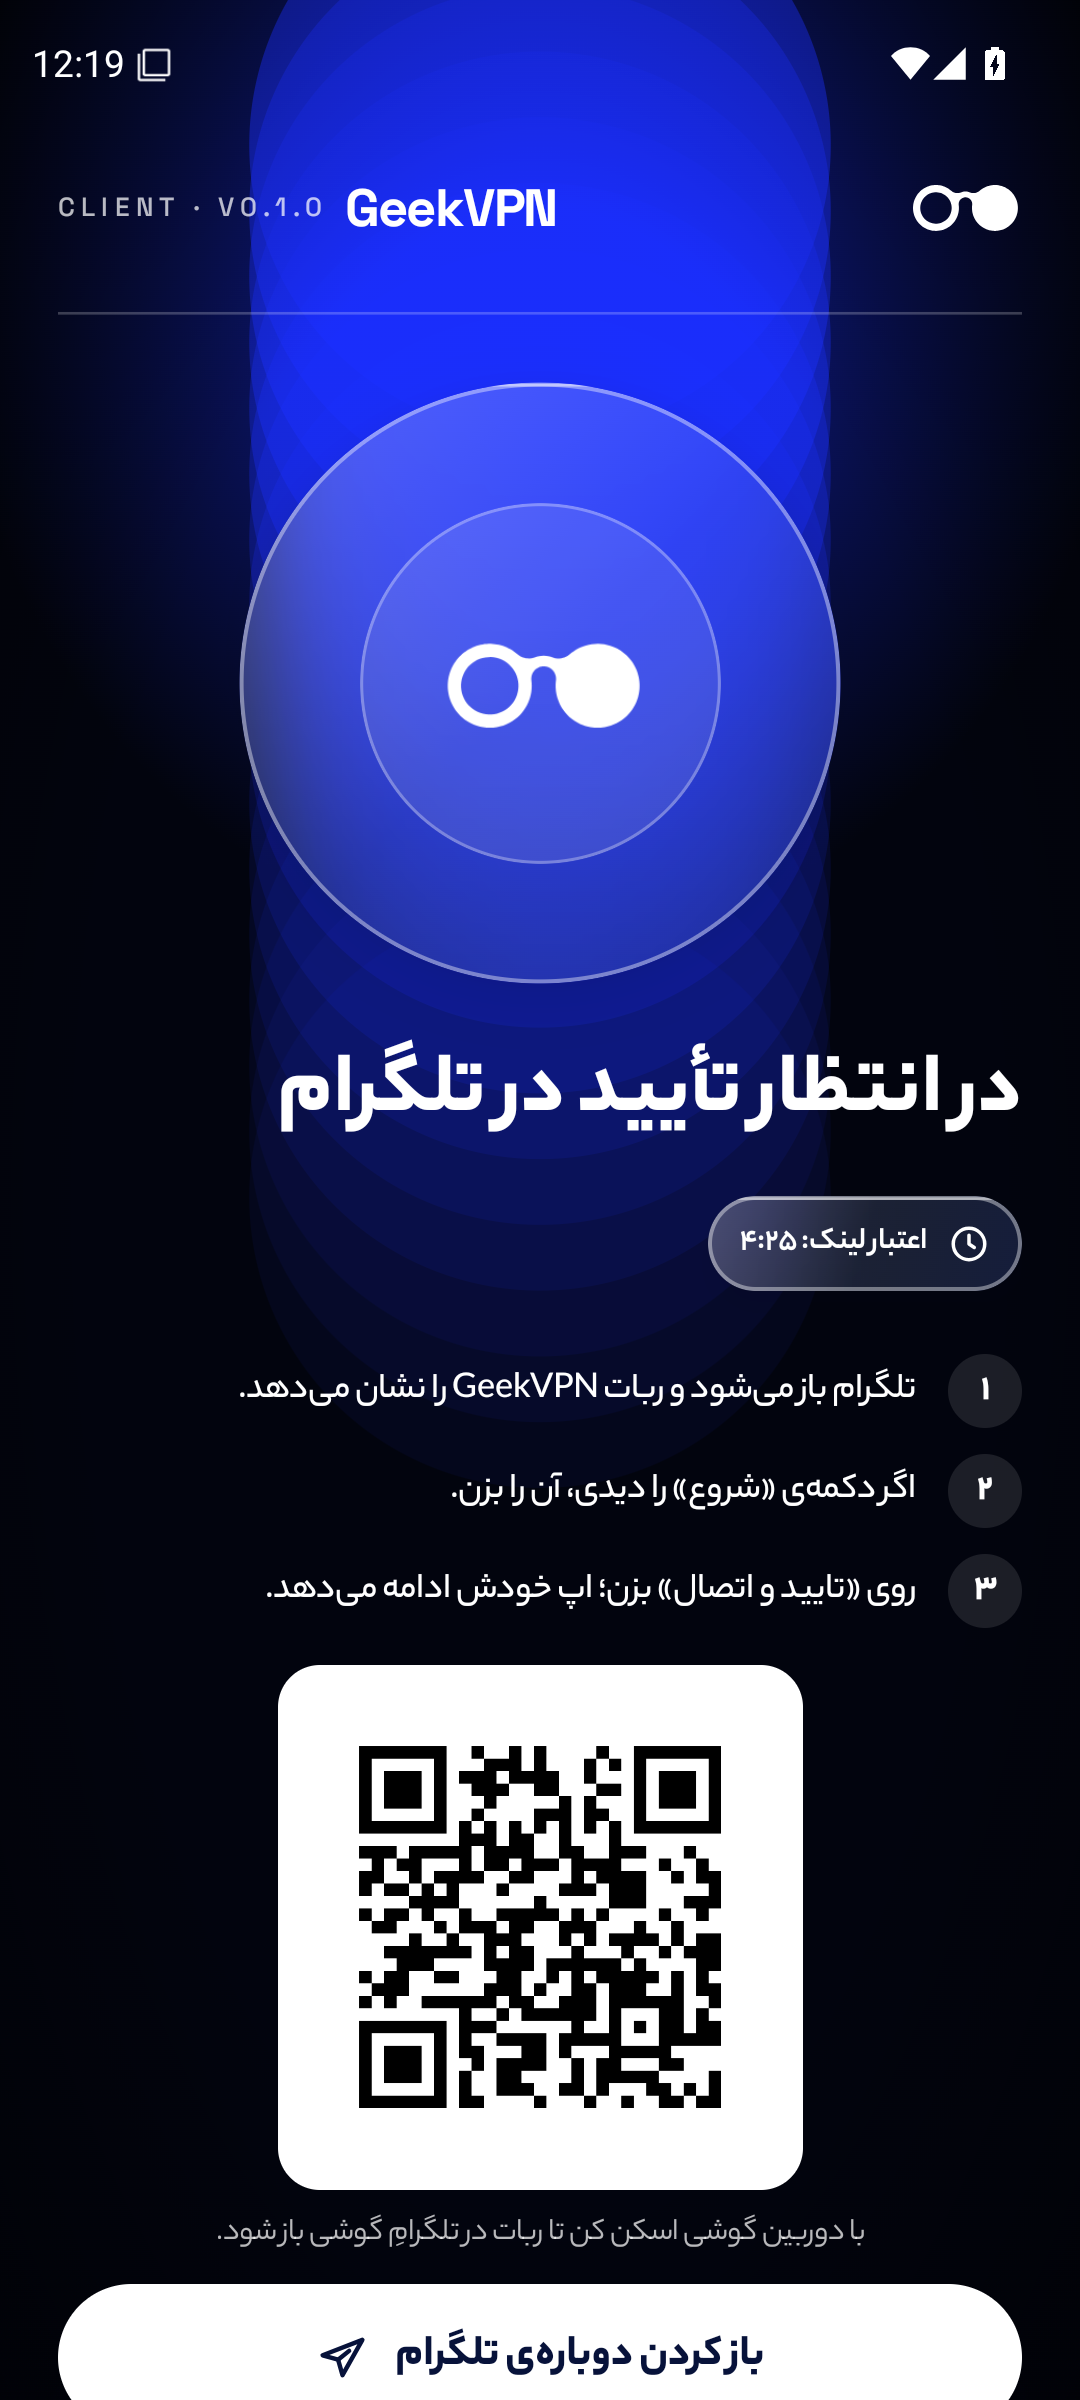 12:19
CLIENT · V0.1.0 GeekVPN
در انتظار تأیید در تلگرام
اعتبار لینک: ۴:۲۵
۱ تلگرام باز می‌شود و ربات GeekVPN را نشان می‌دهد.
۲ اگر دکمه‌ی «شروع» را دیدی، آن را بزن.
۳ روی «تایید و اتصال» بزن؛ اپ خودش ادامه می‌دهد.
با دوربین گوشی اسکن کن تا ربات در تلگرامِ گوشی باز شود.
باز کردن دوباره‌ی تلگرام